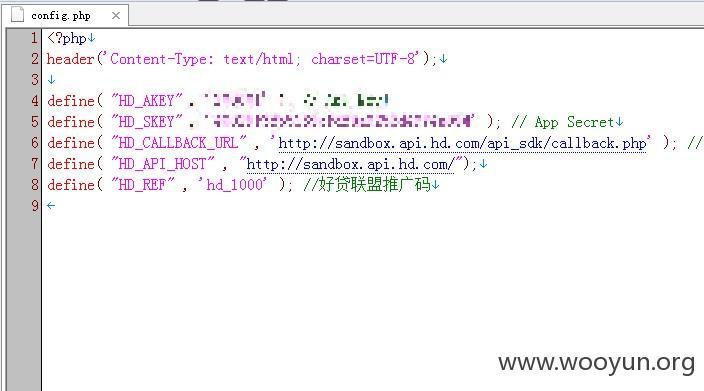 config.php
1 <?php
2 header('Content-Type: text/html; charset=UTF-8');
3
4 define( "HD_AKEY" ,
5 define( "HD_SKEY" , ' ); // App Secret
6 define( "HD_CALLBACK_URL" , 'http://sandbox.api.hd.com/api_sdk/callback.php' ); //
7 define( "HD_API_HOST" , "http://sandbox.api.hd.com/");
8 define( "HD_REF" , 'hd_1000' ); //好贷联盟推广码
9
www.wooyun.org